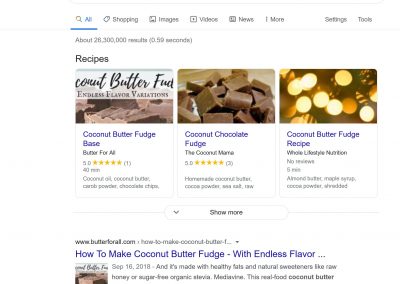 All Shopping Images Videos News More Settings Tools
About 26,300,000 results (0.59 seconds)
Recipes
Coconut Butter Fudge
ENDLESS FLAVOR VARIATIONS
Coconut Butter Fudge Base
Butter For All
5.0 (1)
40 min
Coconut oil, coconut butter,
carob powder, chocolate chips,
Coconut Chocolate
Fudge
The Coconut Mama
5.0 (3)
Homemade coconut butter,
cocoa powder, sea salt, raw
Coconut Butter Fudge
Recipe
Whole Lifestyle Nutrition
No reviews
5 min
Almond butter, maple syrup,
cocoa powder, shredded
Show more
www.butterforall.com › how-to-make-coconut-butter-f...
How To Make Coconut Butter Fudge - With Endless Flavor ...
Sep 16, 2018 - And it's made with healthy fats and natural sweeteners like raw
honey or sugar-free organic stevia. Mediavine. This real-food coconut butter